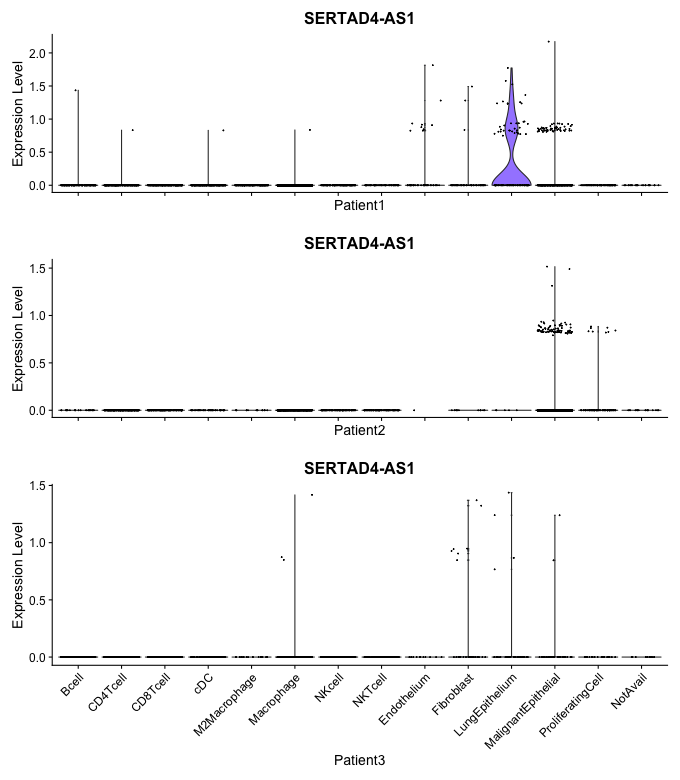 SERTAD4-AS1
Expression Level
2.0
1.5
1.0
0.5
0.0
Patient1
SERTAD4-AS1
Expression Level
1.5
1.0
0.5
0.0
Patient2
SERTAD4-AS1
Expression Level
1.5
1.0
0.5
0.0
Bcell
CD4Tcell
CD8Tcell
cDC
M2Macrophage
Macrophage
NKcell
NKTcell
Endothelium
Fibroblast
LungEpithelium
MalignantEpithelial
ProliferatingCell
NotAvail
Patient3